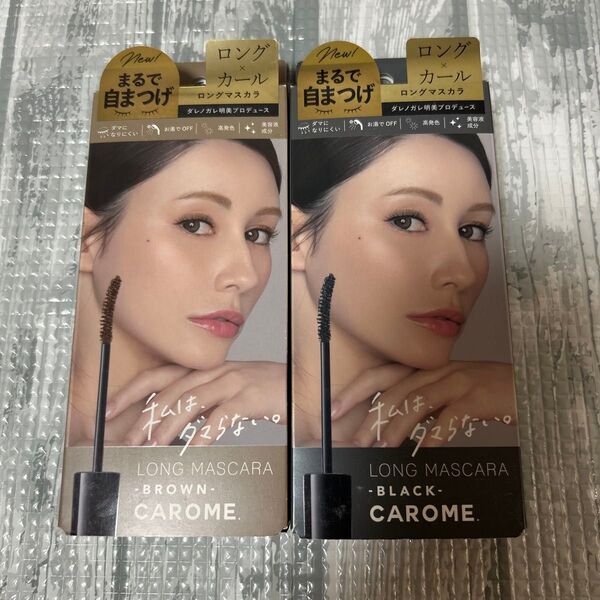 New!
まるで
自まつげ
ロング
×
カール
ロングマスカラ
ダレノガレ明美プロデュース
ダマに
なりにくい
お湯でOFF
高発色
美容液
成分
私は、
ダマらない。
LONG MASCARA
-BROWN-
CAROME.
New!
まるで
自まつげ
ロング
×
カール
ロングマスカラ
ダレノガレ明美プロデュース
ダマに
なりにくい
お湯でOFF
高発色
美容液
成分
私は、
ダマらない。
LONG MASCARA
-BLACK-
CAROME.